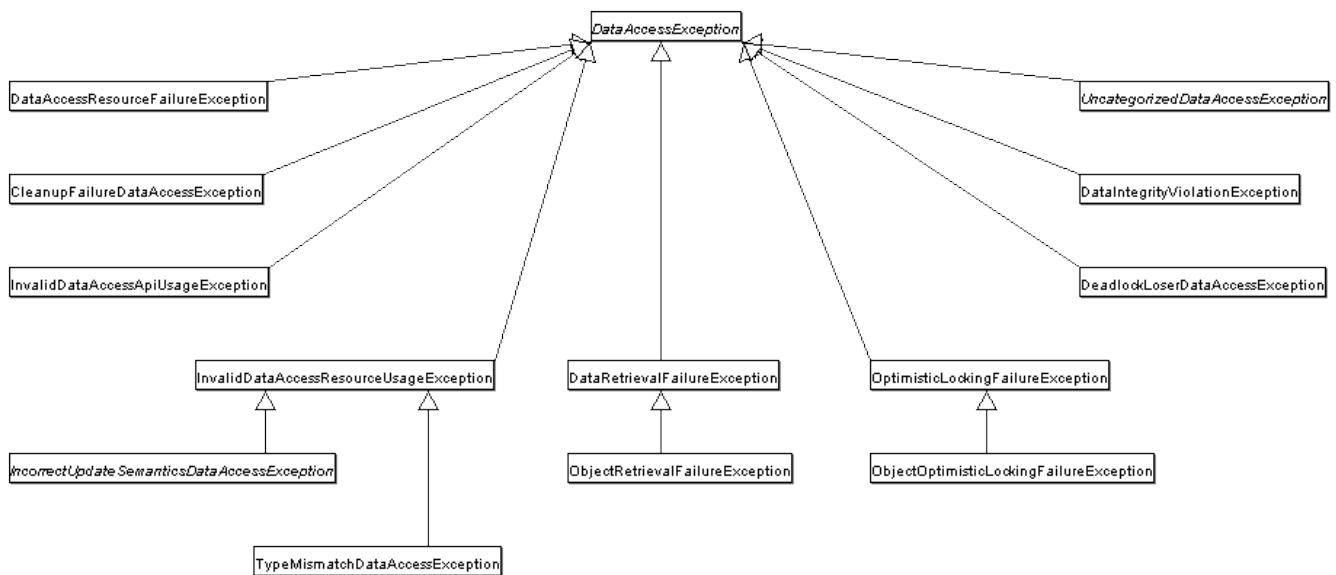 DataAccessException
DataAccessResourceFailureException
UncategorizedDataAccessException
CleanupFailureDataAccessException
DataIntegrityViolationException
InvalidDataAccessApiUsageException
DeadlockLoserDataAccessException
InvalidDataAccessResourceUsageException
DataRetrievalFailureException
OptimisticLockingFailureException
IncorrectUpdateSemanticsDataAccessException
ObjectRetrievalFailureException
ObjectOptimisticLockingFailureException
TypeMismatchDataAccessException